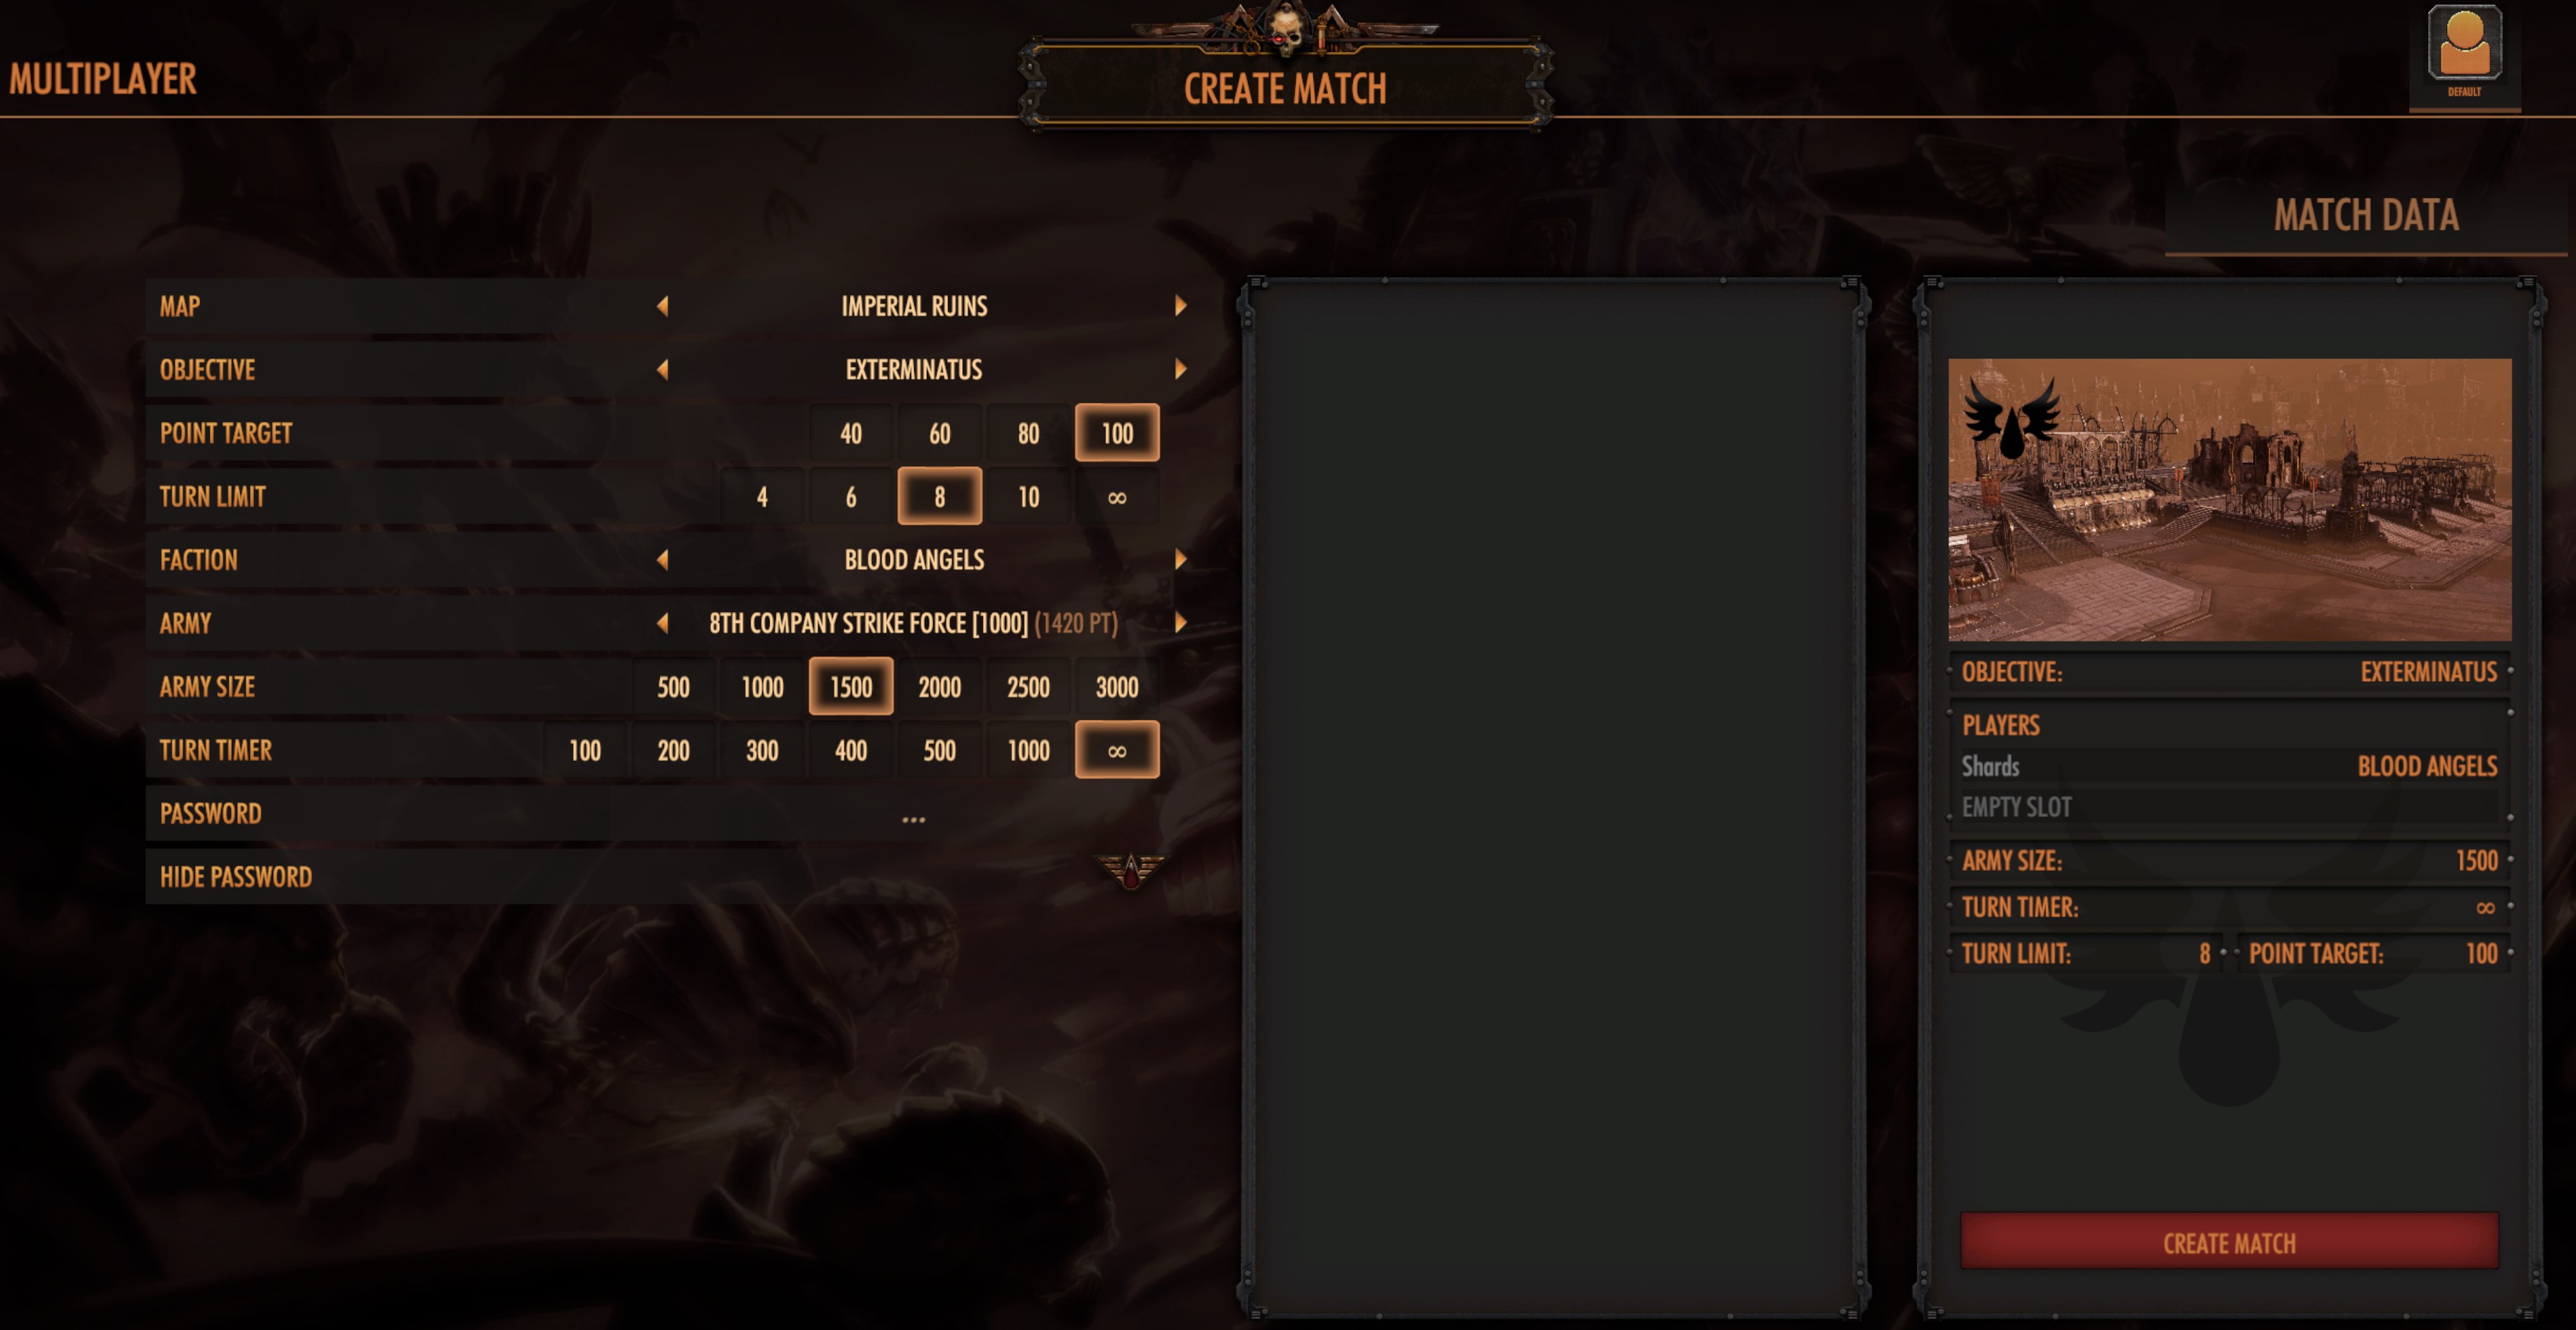 MULTIPLAYER
CREATE MATCH
DEFAULT
MATCH DATA
MAP IMPERIAL RUINS
OBJECTIVE EXTERMINATUS
POINT TARGET 40 60 80 100
TURN LIMIT 4 6 8 10 ∞
FACTION BLOOD ANGELS
ARMY 8TH COMPANY STRIKE FORCE [1000] (1420 PT)
ARMY SIZE 500 1000 1500 2000 2500 3000
TURN TIMER 100 200 300 400 500 1000 ∞
PASSWORD ...
HIDE PASSWORD
OBJECTIVE: EXTERMINATUS
PLAYERS
Shards BLOOD ANGELS
EMPTY SLOT
ARMY SIZE: 1500
TURN TIMER: ∞
TURN LIMIT: 8 POINT TARGET: 100
CREATE MATCH